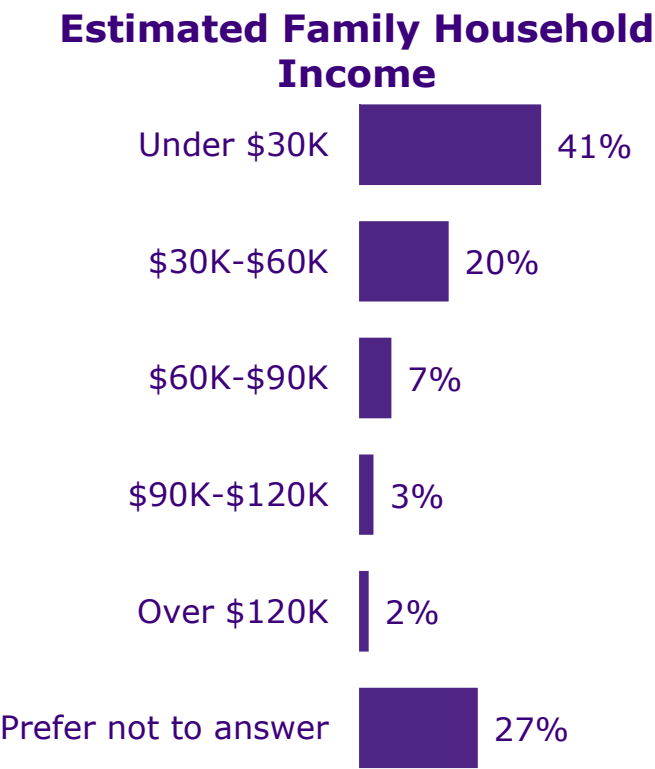 Estimated Family Household
Income
Under $30K 41%
$30K-$60K 20%
$60K-$90K 7%
$90K-$120K 3%
Over $120K 2%
Prefer not to answer 27%